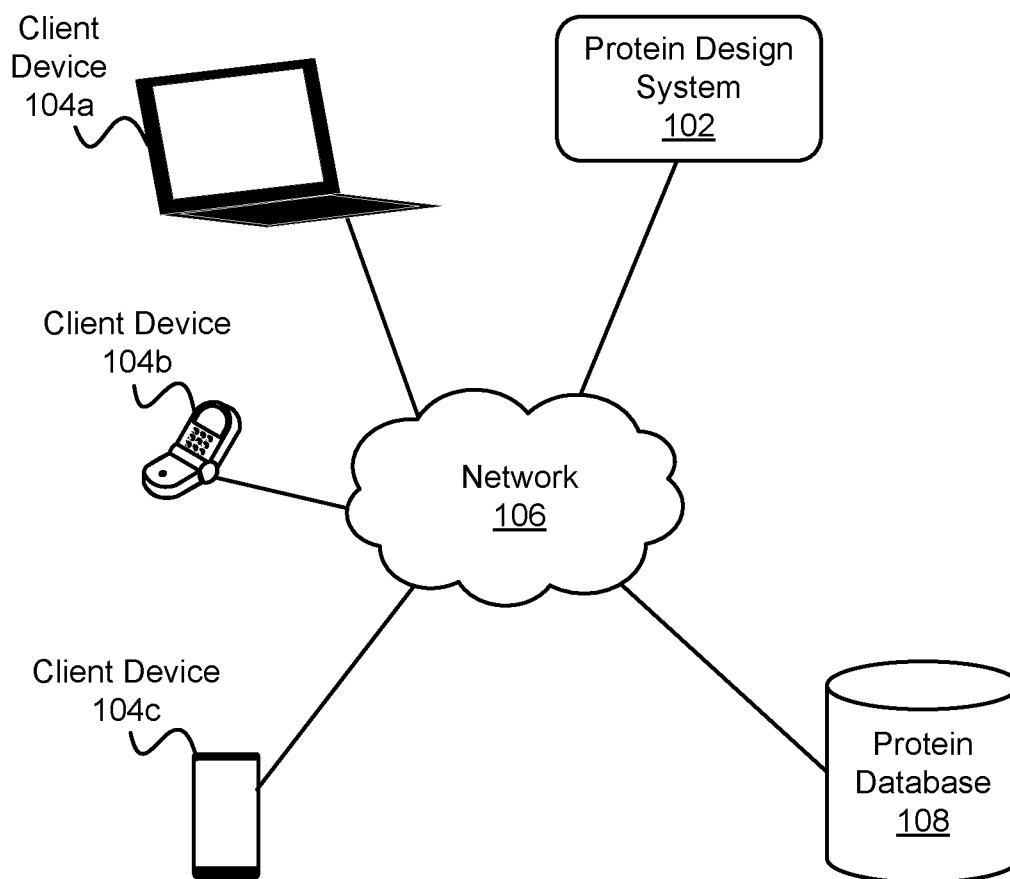 Client
Device
104a
Protein Design
System
102
Client Device
104b
Network
106
Client Device
104c
Protein
Database
108